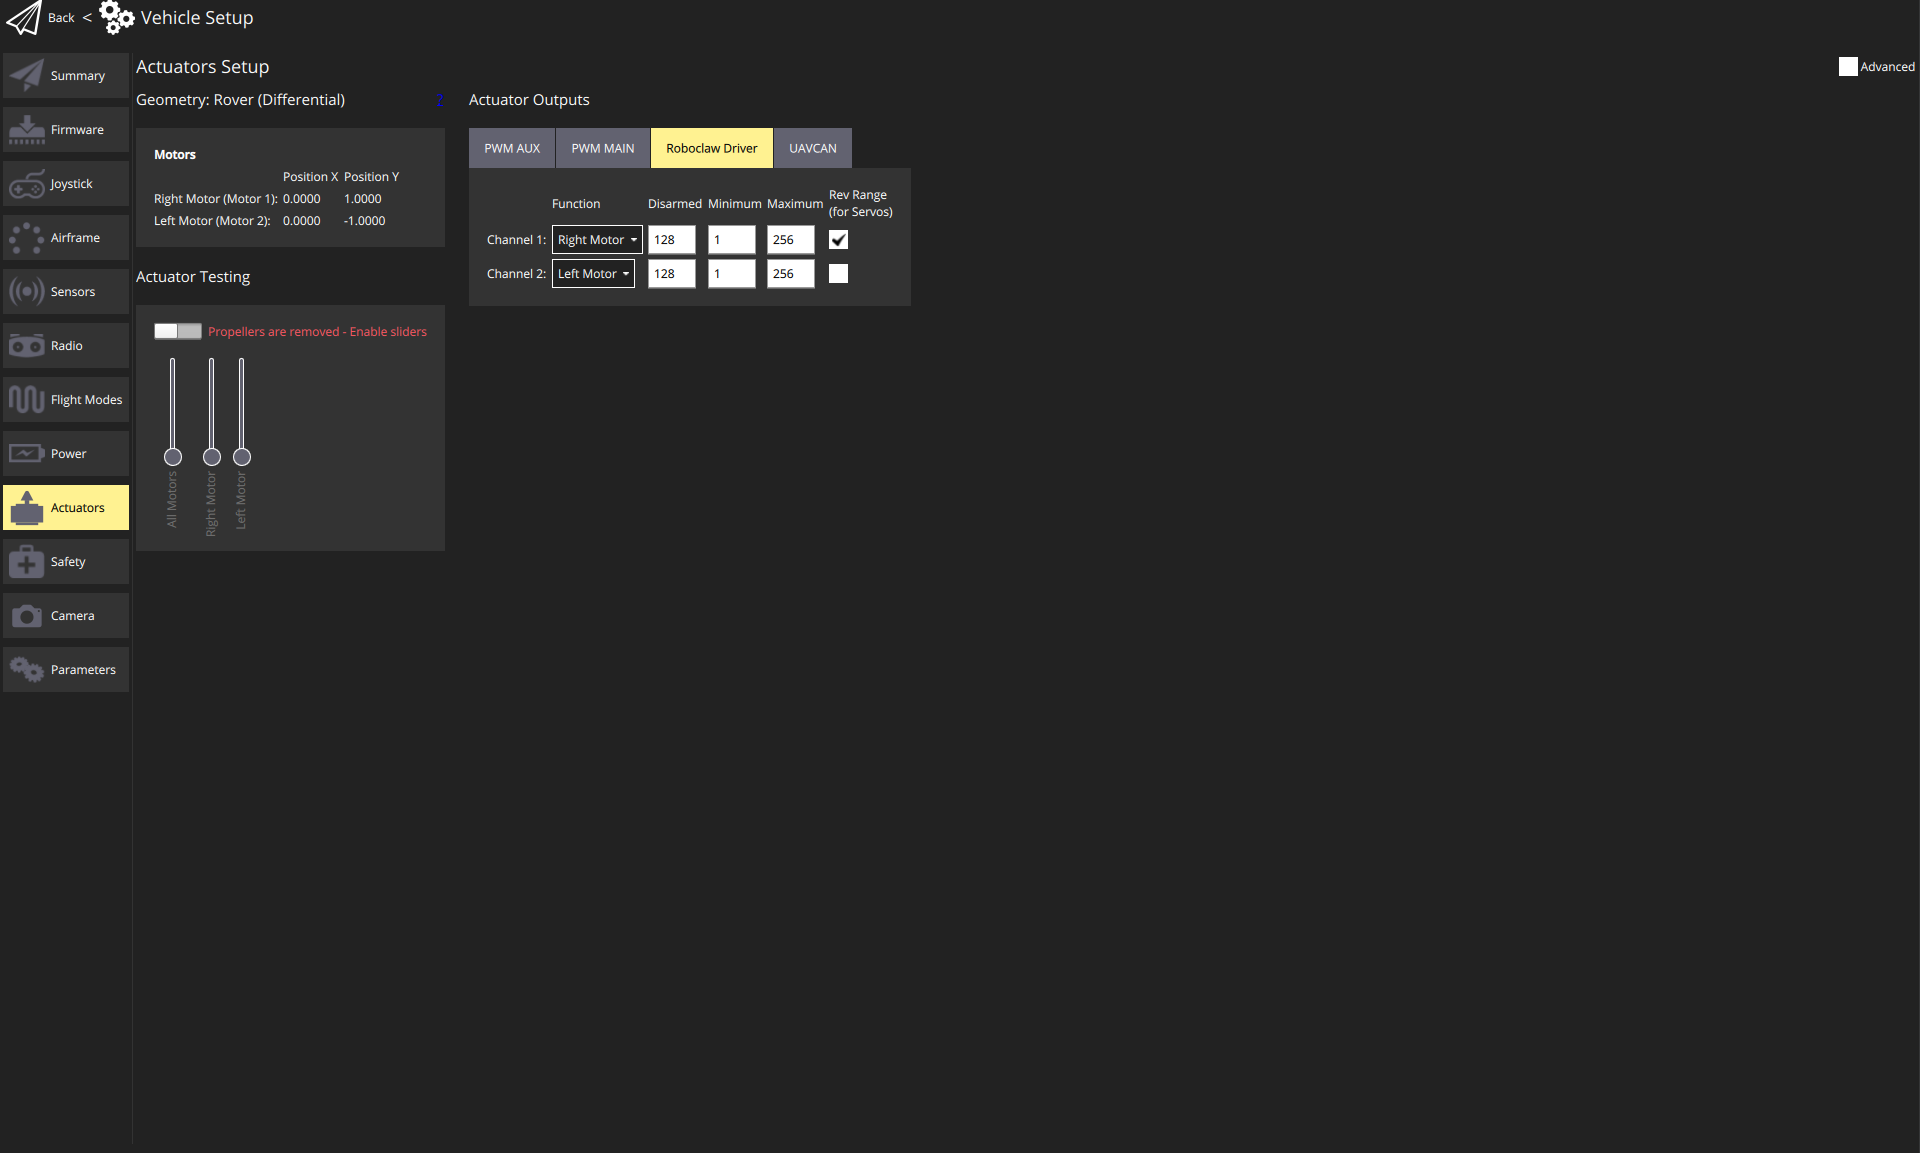 Back < Vehicle Setup
Summary
Firmware
Joystick
Airframe
Sensors
Radio
Flight Modes
Power
Actuators
Safety
Camera
Parameters
Actuators Setup
Advanced
Geometry: Rover (Differential) ?
Motors
Position X Position Y
Right Motor (Motor 1): 0.0000 1.0000
Left Motor (Motor 2): 0.0000 -1.0000
Actuator Testing
Propellers are removed - Enable sliders
All Motors
Right Motor
Left Motor
Actuator Outputs
PWM AUX PWM MAIN Roboclaw Driver UAVCAN
Function Disarmed Minimum Maximum Rev Range
(for Servos)
Channel 1: Right Motor 128 1 256
Channel 2: Left Motor 128 1 256